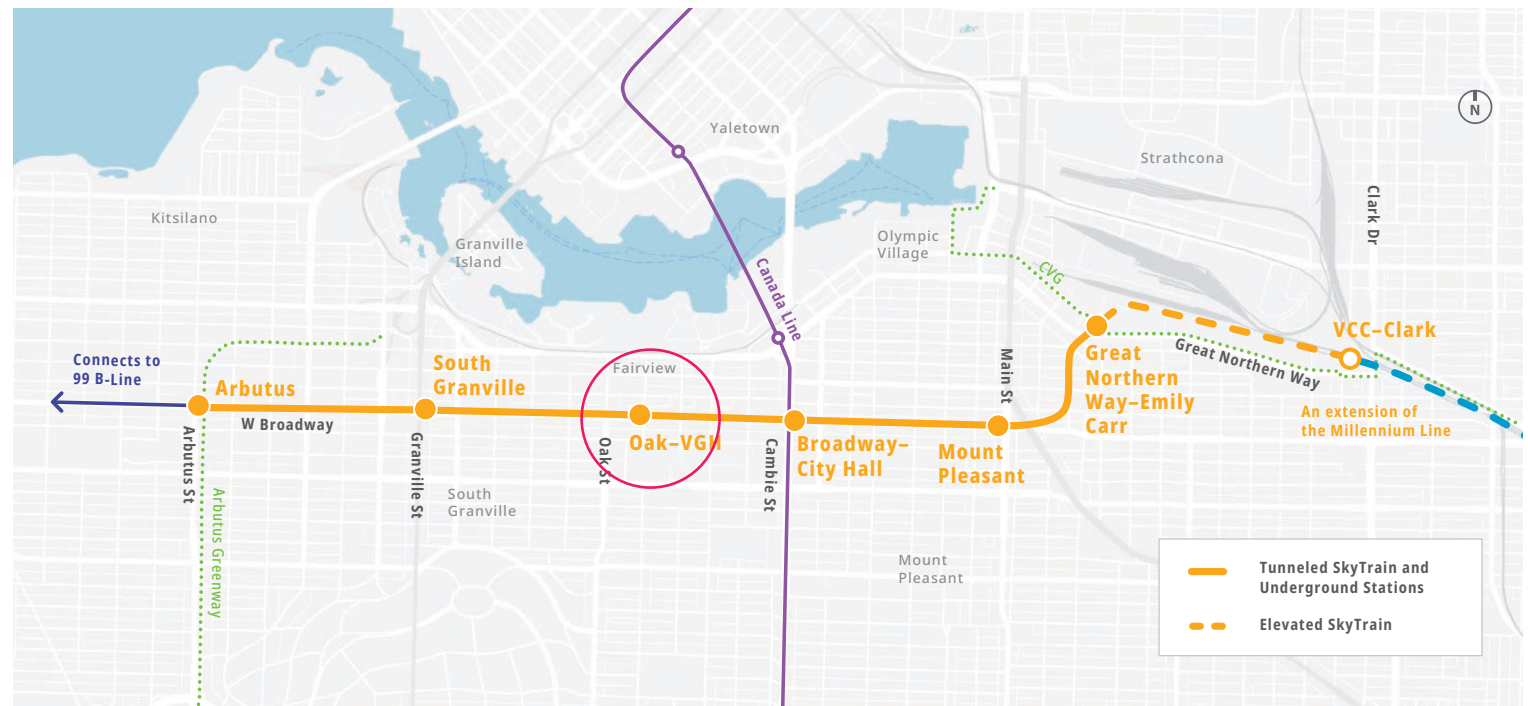 N
Yaletown
Strathcona
Clark Dr
Kitsilano
Granville
Island
Olympic
Village
CVG
Canada Line
VCC–Clark
Great Northern Way
Connects to
99 B-Line
Arbutus
South
Granville
Fairview
Main St
Great
Northern
Way–Emily
Carr
An extension of
the Millennium Line
W Broadway
Arbutus St
Granville St
Oak St
Oak–VGH
Cambie St
Broadway–
City Hall
Mount
Pleasant
Arbutus Greenway
South
Granville
Mount
Pleasant
Tunneled SkyTrain and
Underground Stations
Elevated SkyTrain